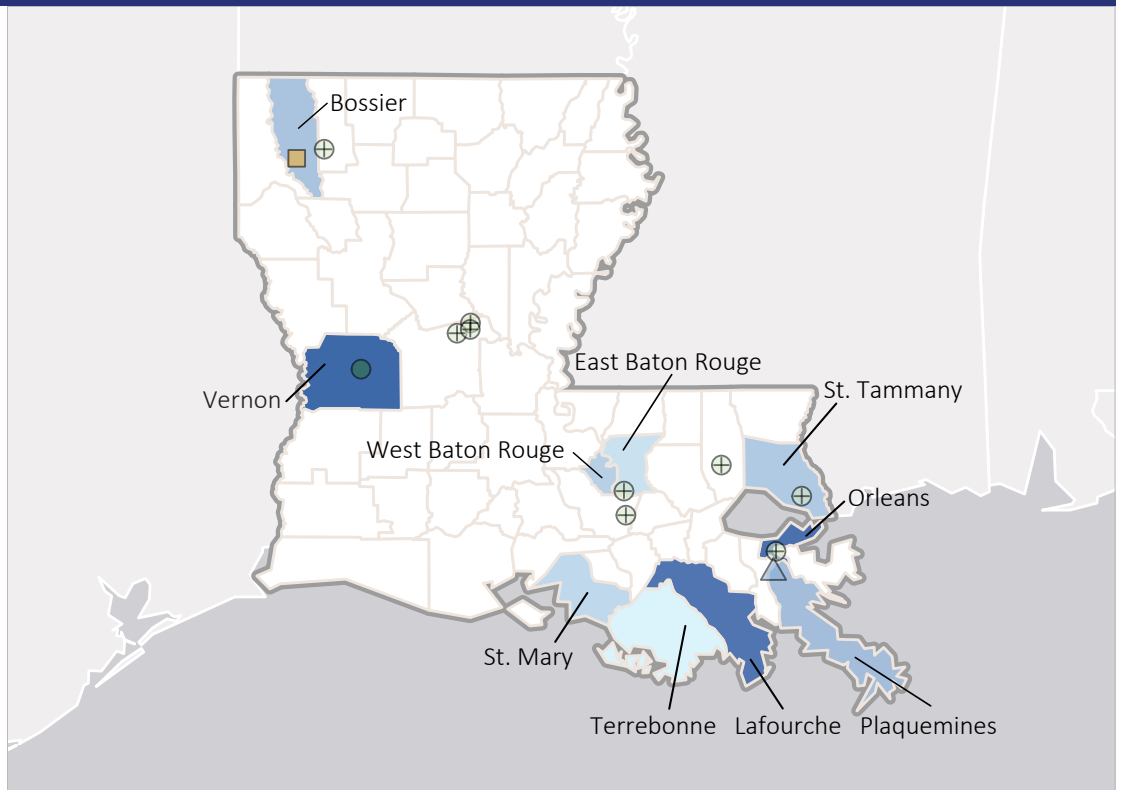 Bossier
East Baton Rouge
St. Tammany
Vernon
West Baton Rouge
Orleans
St. Mary
Terrebonne
Lafourche
Plaquemines